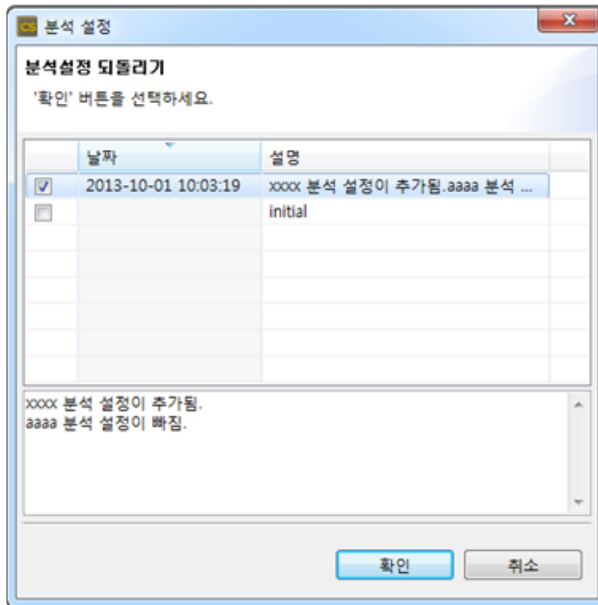 CS 분석 설정
분석설정 되돌리기
'확인' 버튼을 선택하세요.
날짜 설명
2013-10-01 10:03:19 xxxx 분석 설정이 추가됨.aaaa 분석 ...
initial
xxxx 분석 설정이 추가됨.
aaaa 분석 설정이 빠짐.
확인 취소